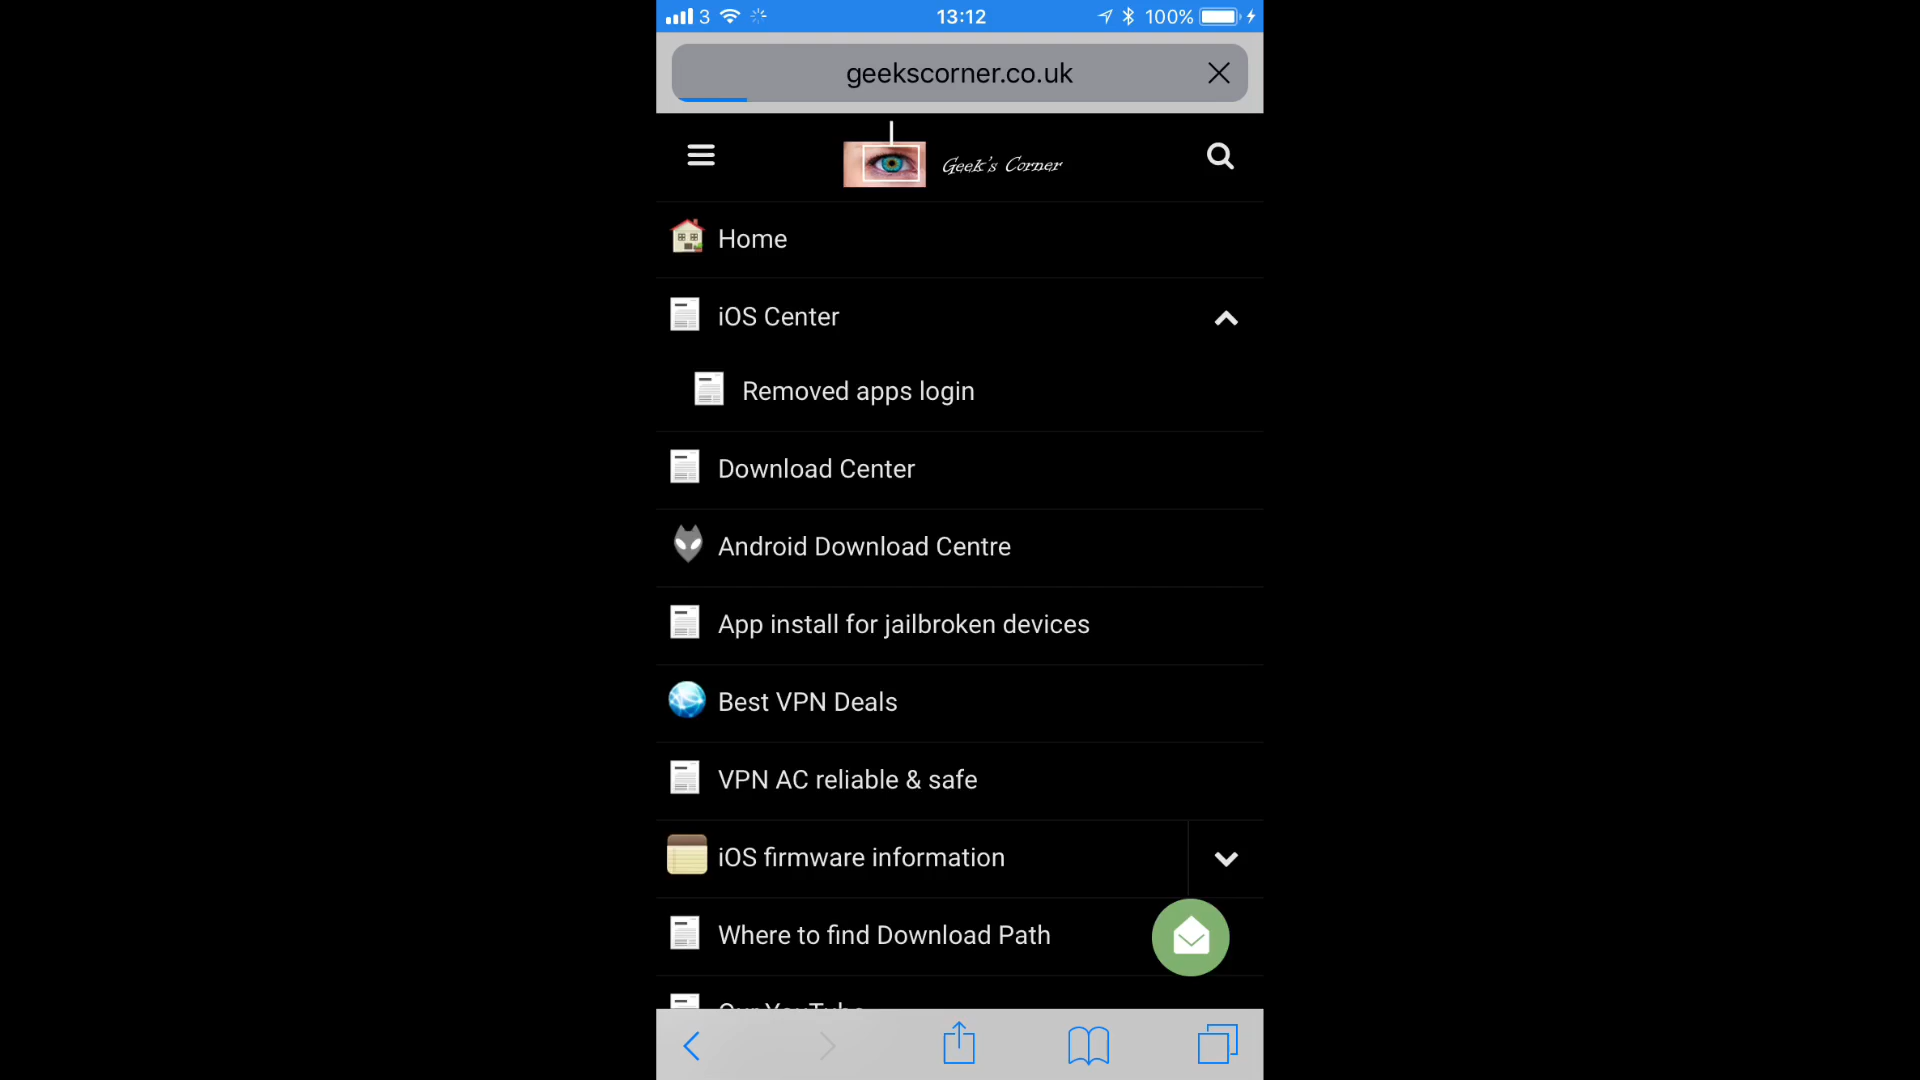 3 13:12 100%
geekscorner.co.uk
Geek's Corner
Home
iOS Center
Removed apps login
Download Center
Android Download Centre
App install for jailbroken devices
Best VPN Deals
VPN AC reliable & safe
iOS firmware information
Where to find Download Path
Our YouTube